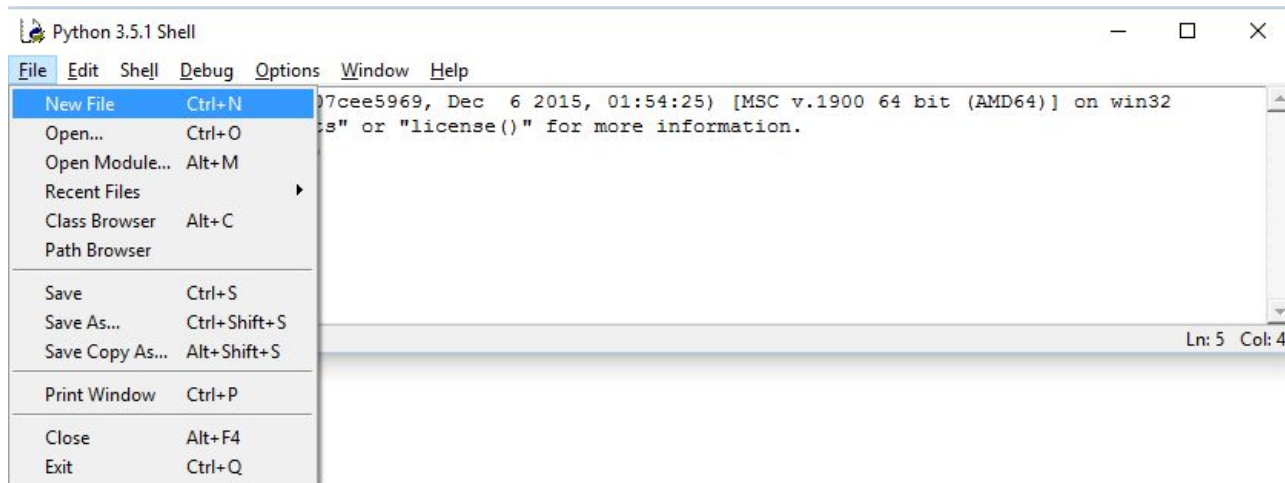 Python 3.5.1 Shell
File Edit Shell Debug Options Window Help
New File Ctrl+N
7cee5969, Dec 6 2015, 01:54:25) [MSC v.1900 64 bit (AMD64)] on win32
Open... Ctrl+O
s" or "license()" for more information.
Open Module... Alt+M
Recent Files
Class Browser Alt+C
Path Browser
Save Ctrl+S
Save As... Ctrl+Shift+S
Save Copy As... Alt+Shift+S
Ln: 5 Col: 4
Print Window Ctrl+P
Close Alt+F4
Exit Ctrl+Q